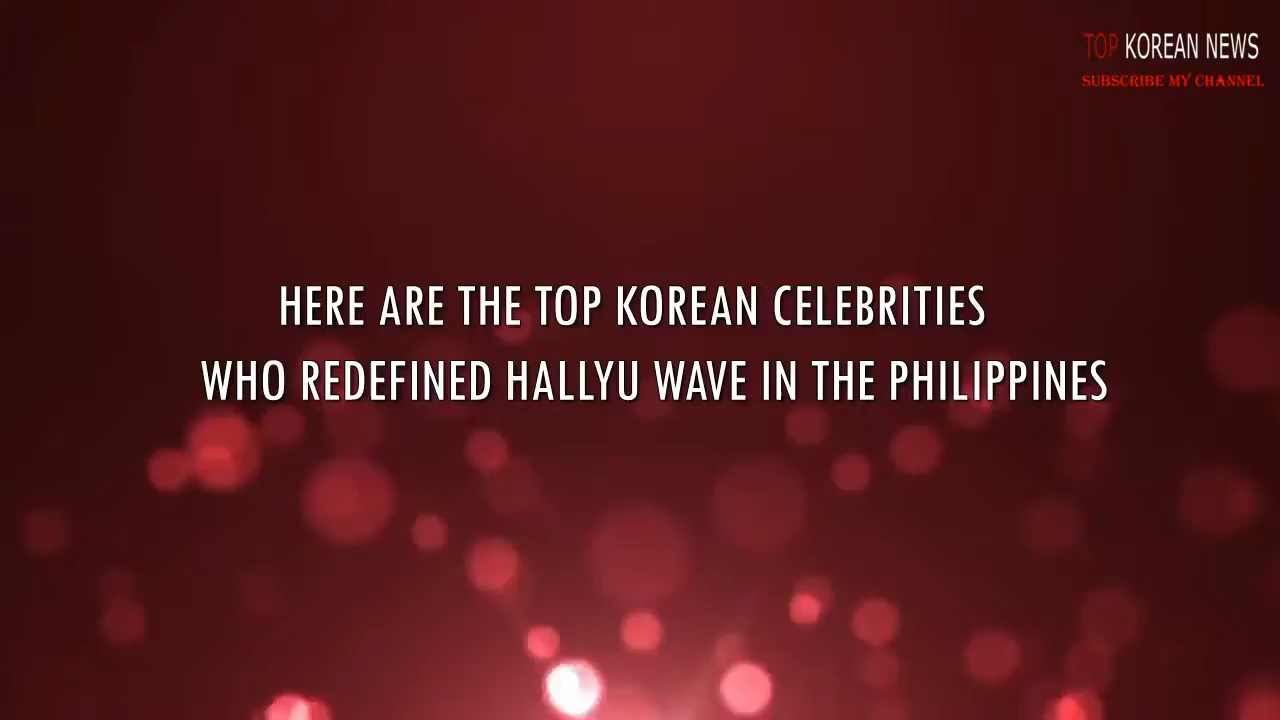 TOP KOREAN NEWS
SUBSCRIBE MY CHANNEL
HERE ARE THE TOP KOREAN CELEBRITIES
WHO REDEFINED HALLYU WAVE IN THE PHILIPPINES